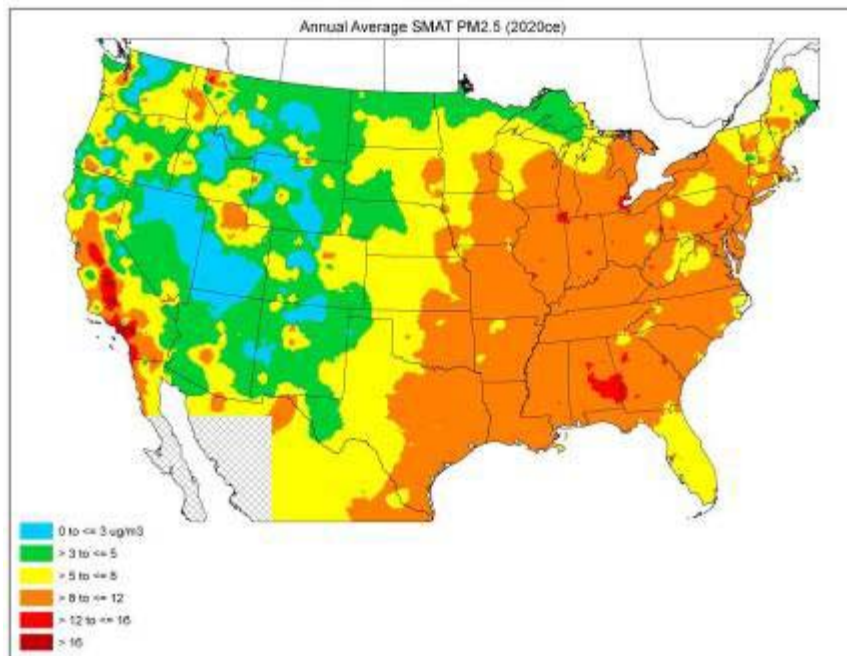 Annual Average SMAT PM2.5 (2020ce)
0 to <= 3 ug/m3
> 3 to <= 5
> 5 to <= 8
> 8 to <= 12
> 12 to <= 16
> 16